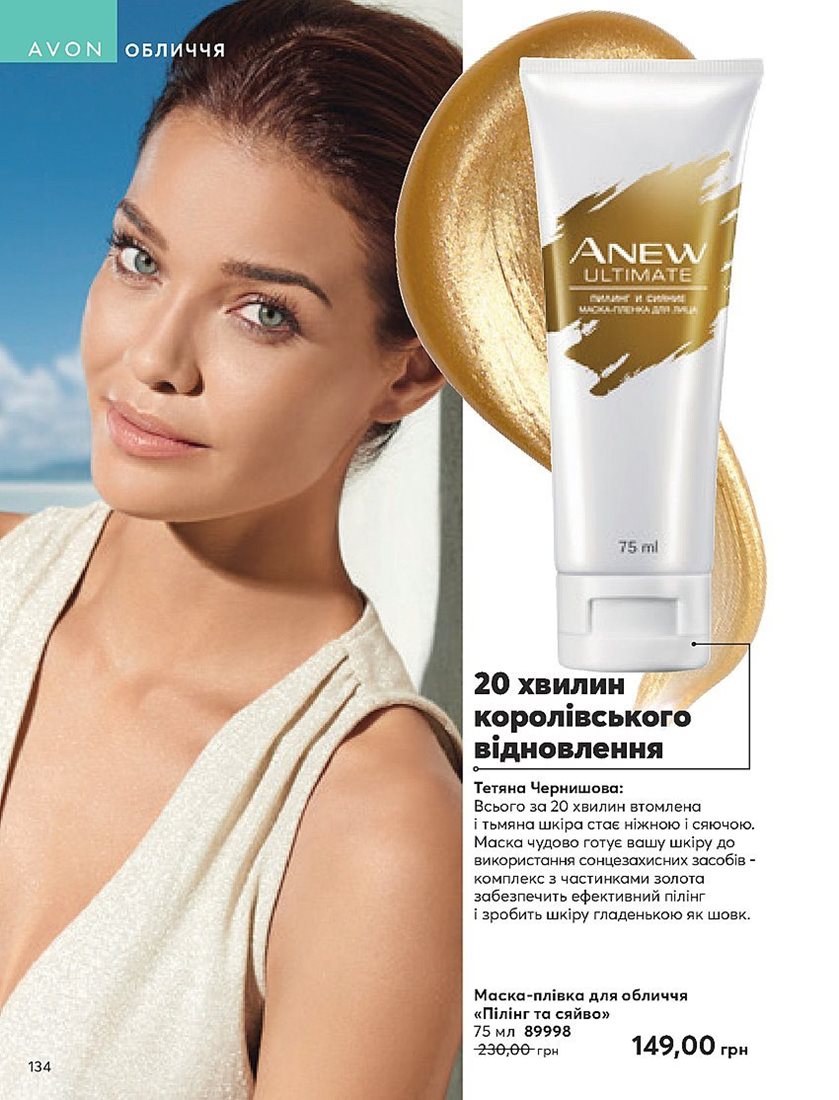 AVON ОБЛИЧЧЯ
ANEW
ULTIMATE
ПИЛИНГ И СИЯНИЕ
МАСКА-ПЛЕНКА ДЛЯ ЛИЦА
75 ml
20 хвилин
королівського
відновлення
Тетяна Чернишова:
Всього за 20 хвилин втомлена
і тьмяна шкіра стає ніжною і сяючою.
Маска чудово готує вашу шкіру до
використання сонцезахисних засобів -
комплекс з частинками золота
забезпечить ефективний пілінг
і зробить шкіру гладенькою як шовк.
Маска-плівка для обличчя
«Пілінг та сяйво»
75 мл 89998
230,00 грн 149,00 грн
134